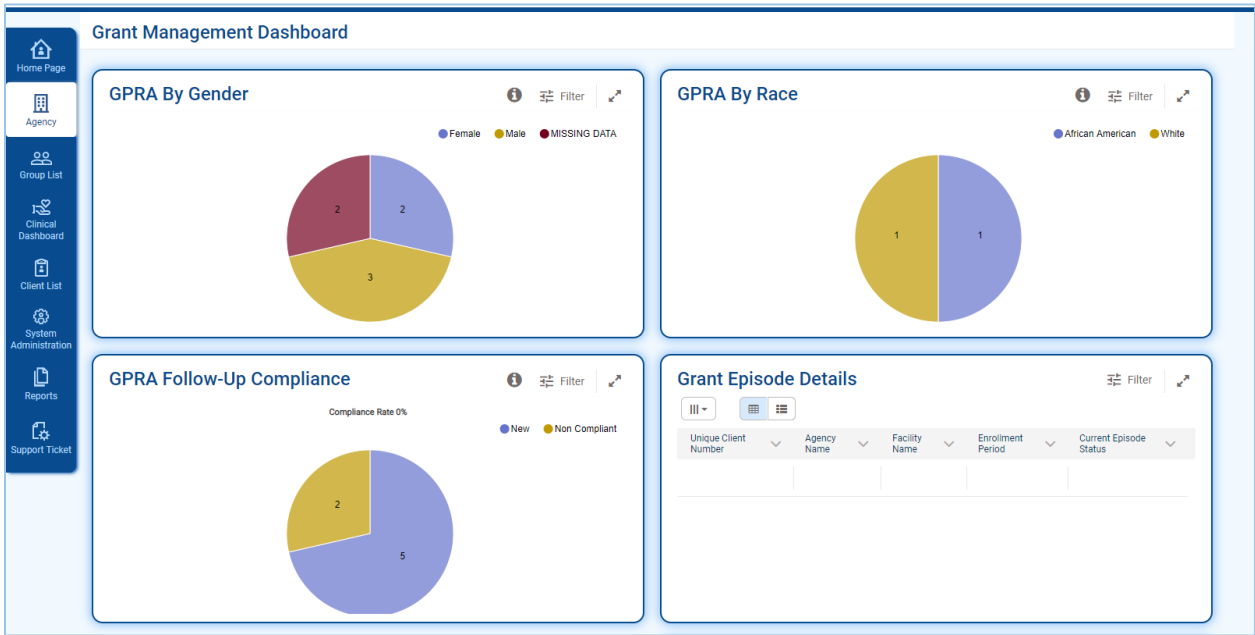 Grant Management Dashboard
Home Page
Agency
Group List
Clinical
Dashboard
Client List
System
Administration
Reports
Support Ticket
GPRA By Gender
Filter
Female Male MISSING DATA
2 2
3
GPRA By Race
Filter
African American White
1 1
GPRA Follow-Up Compliance
Filter
Compliance Rate 0%
New Non Compliant
2
5
Grant Episode Details
Filter
Unique Client Agency Facility Enrollment Current Episode
Number Name Name Period Status